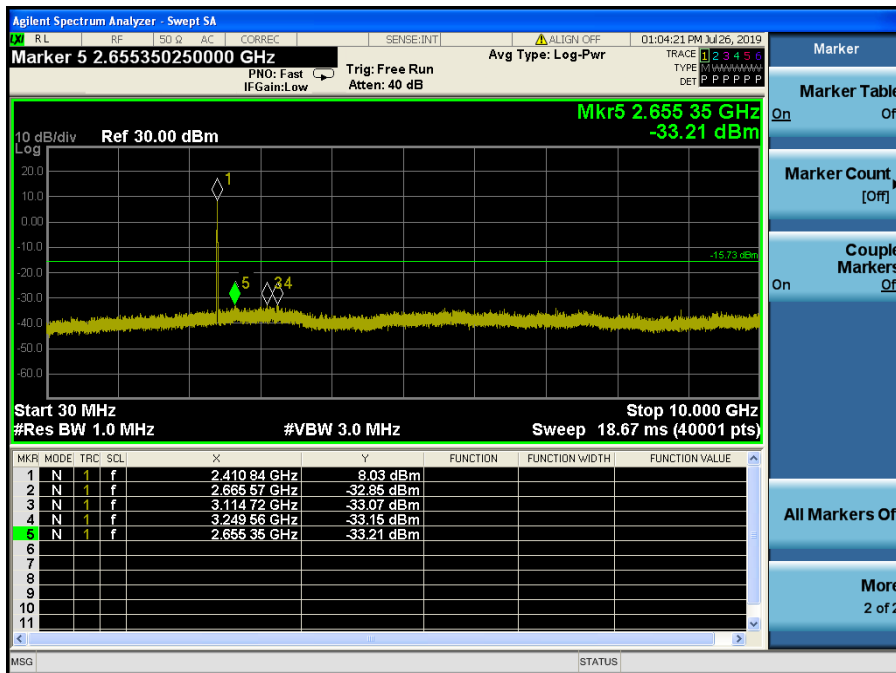 Agilent Spectrum Analyzer - Swept SA
LXI RL RF 50 Ω AC CORREC SENSE:INT ALIGN OFF 01:04:21 PM Jul 26, 2019
Marker 5 2.655350250000 GHz
PNO: Fast
IFGain:Low
Trig: Free Run
Atten: 40 dB
Avg Type: Log-Pwr
TRACE 1 2 3 4 5 6
TYPE M W W W W W
DET P P P P P P
Mkr5 2.655 35 GHz
-33.21 dBm
10 dB/div Ref 30.00 dBm
Log
20.0
10.0
0.00
-10.0
-20.0
-30.0
-40.0
-50.0
-60.0
1
5
3 4
-15.73 dBm
Start 30 MHz Stop 10.000 GHz
#Res BW 1.0 MHz #VBW 3.0 MHz Sweep 18.67 ms (40001 pts)
MKR MODE TRC SCL X Y FUNCTION FUNCTION WIDTH FUNCTION VALUE
1 N 1 f 2.410 84 GHz 8.03 dBm
2 N 1 f 2.665 57 GHz -32.85 dBm
3 N 1 f 3.114 72 GHz -33.07 dBm
4 N 1 f 3.249 56 GHz -33.15 dBm
5 N 1 f 2.655 35 GHz -33.21 dBm
6
7
8
9
10
11
MSG STATUS
Marker
Marker Table
On Of
Marker Count
[Off]
Couple
Markers
On Of
All Markers Of
More
2 of 2